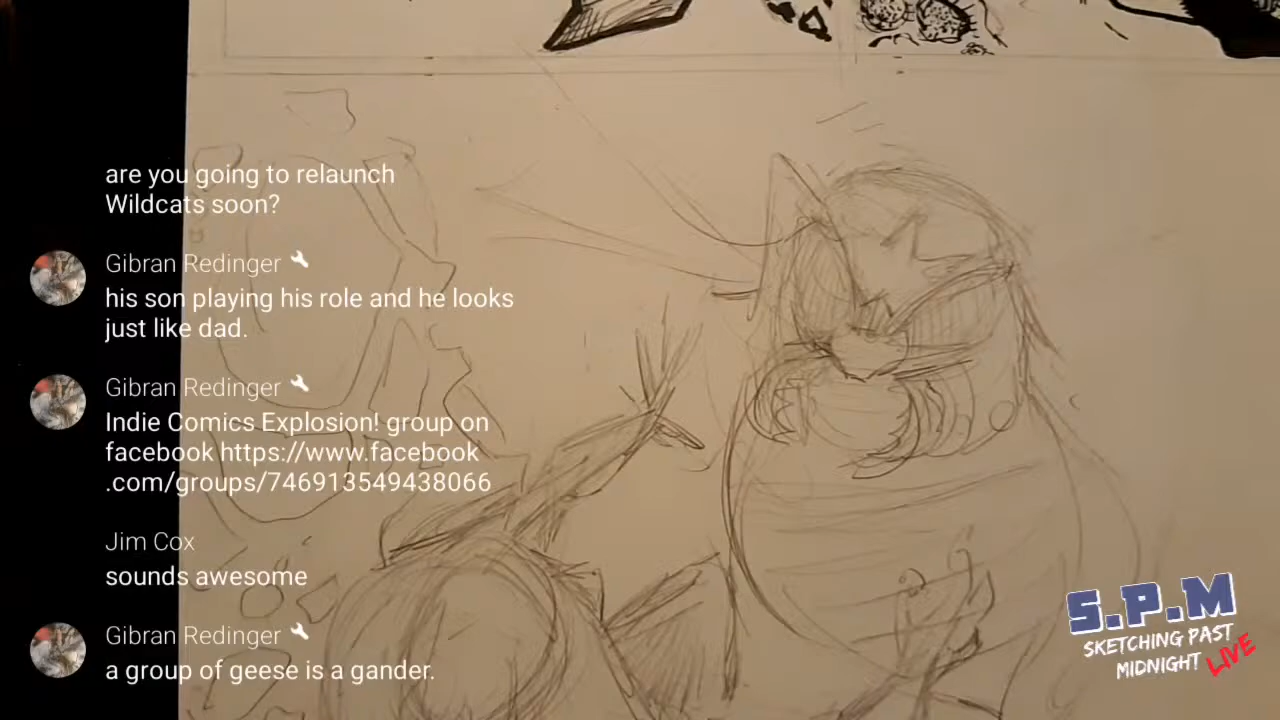 are you going to relaunch
Wildcats soon?
Gibran Redinger
his son playing his role and he looks
just like dad.
Gibran Redinger
Indie Comics Explosion! group on
facebook https://www.facebook
.com/groups/746913549438066
Jim Cox
sounds awesome
Gibran Redinger
a group of geese is a gander.
S.P.M
SKETCHING PAST
MIDNIGHT LIVE